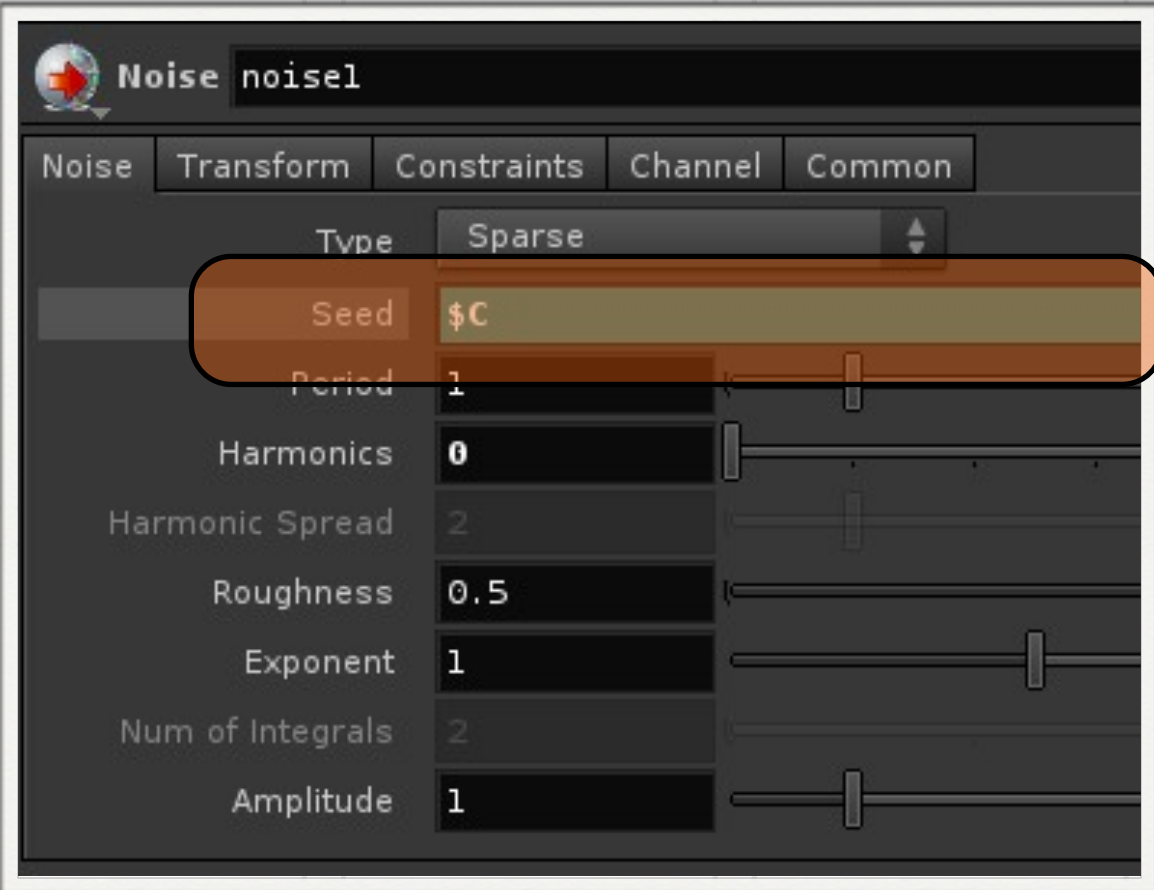 Noise noise1
Noise Transform Constraints Channel Common
Type Sparse
Seed $C
Period 1
Harmonics 0
Harmonic Spread 2
Roughness 0.5
Exponent 1
Num of Integrals 2
Amplitude 1